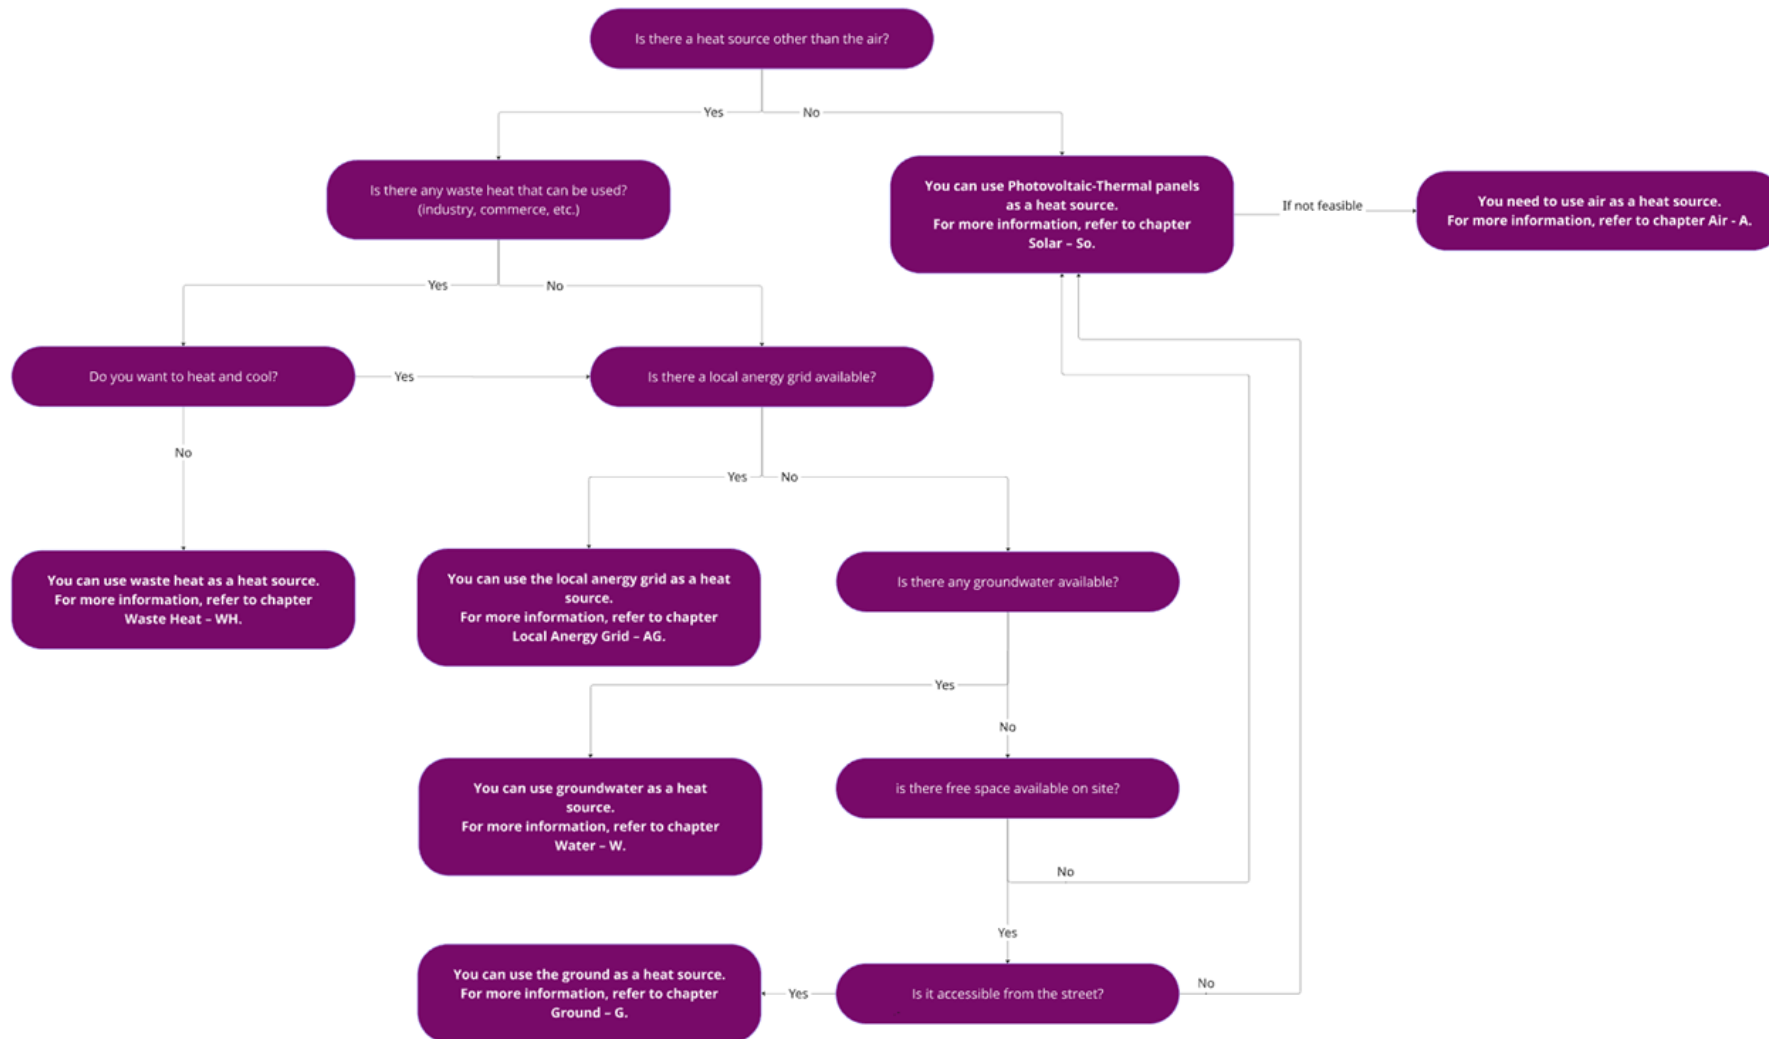 Is there a heat source other than the air?
Yes
No
Is there any waste heat that can be used?
(industry, commerce, etc.)
You can use Photovoltaic-Thermal panels
as a heat source.
For more information, refer to chapter
Solar – So.
If not feasible
You need to use air as a heat source.
For more information, refer to chapter Air - A.
Yes
No
Do you want to heat and cool?
Yes
Is there a local anergy grid available?
No
Yes
No
You can use waste heat as a heat source.
For more information, refer to chapter
Waste Heat – WH.
You can use the local anergy grid as a heat
source.
For more information, refer to chapter
Local Anergy Grid – AG.
Is there any groundwater available?
Yes
No
You can use groundwater as a heat
source.
For more information, refer to chapter
Water – W.
is there free space available on site?
No
Yes
You can use the ground as a heat source.
For more information, refer to chapter
Ground – G.
Yes
Is it accessible from the street?
No